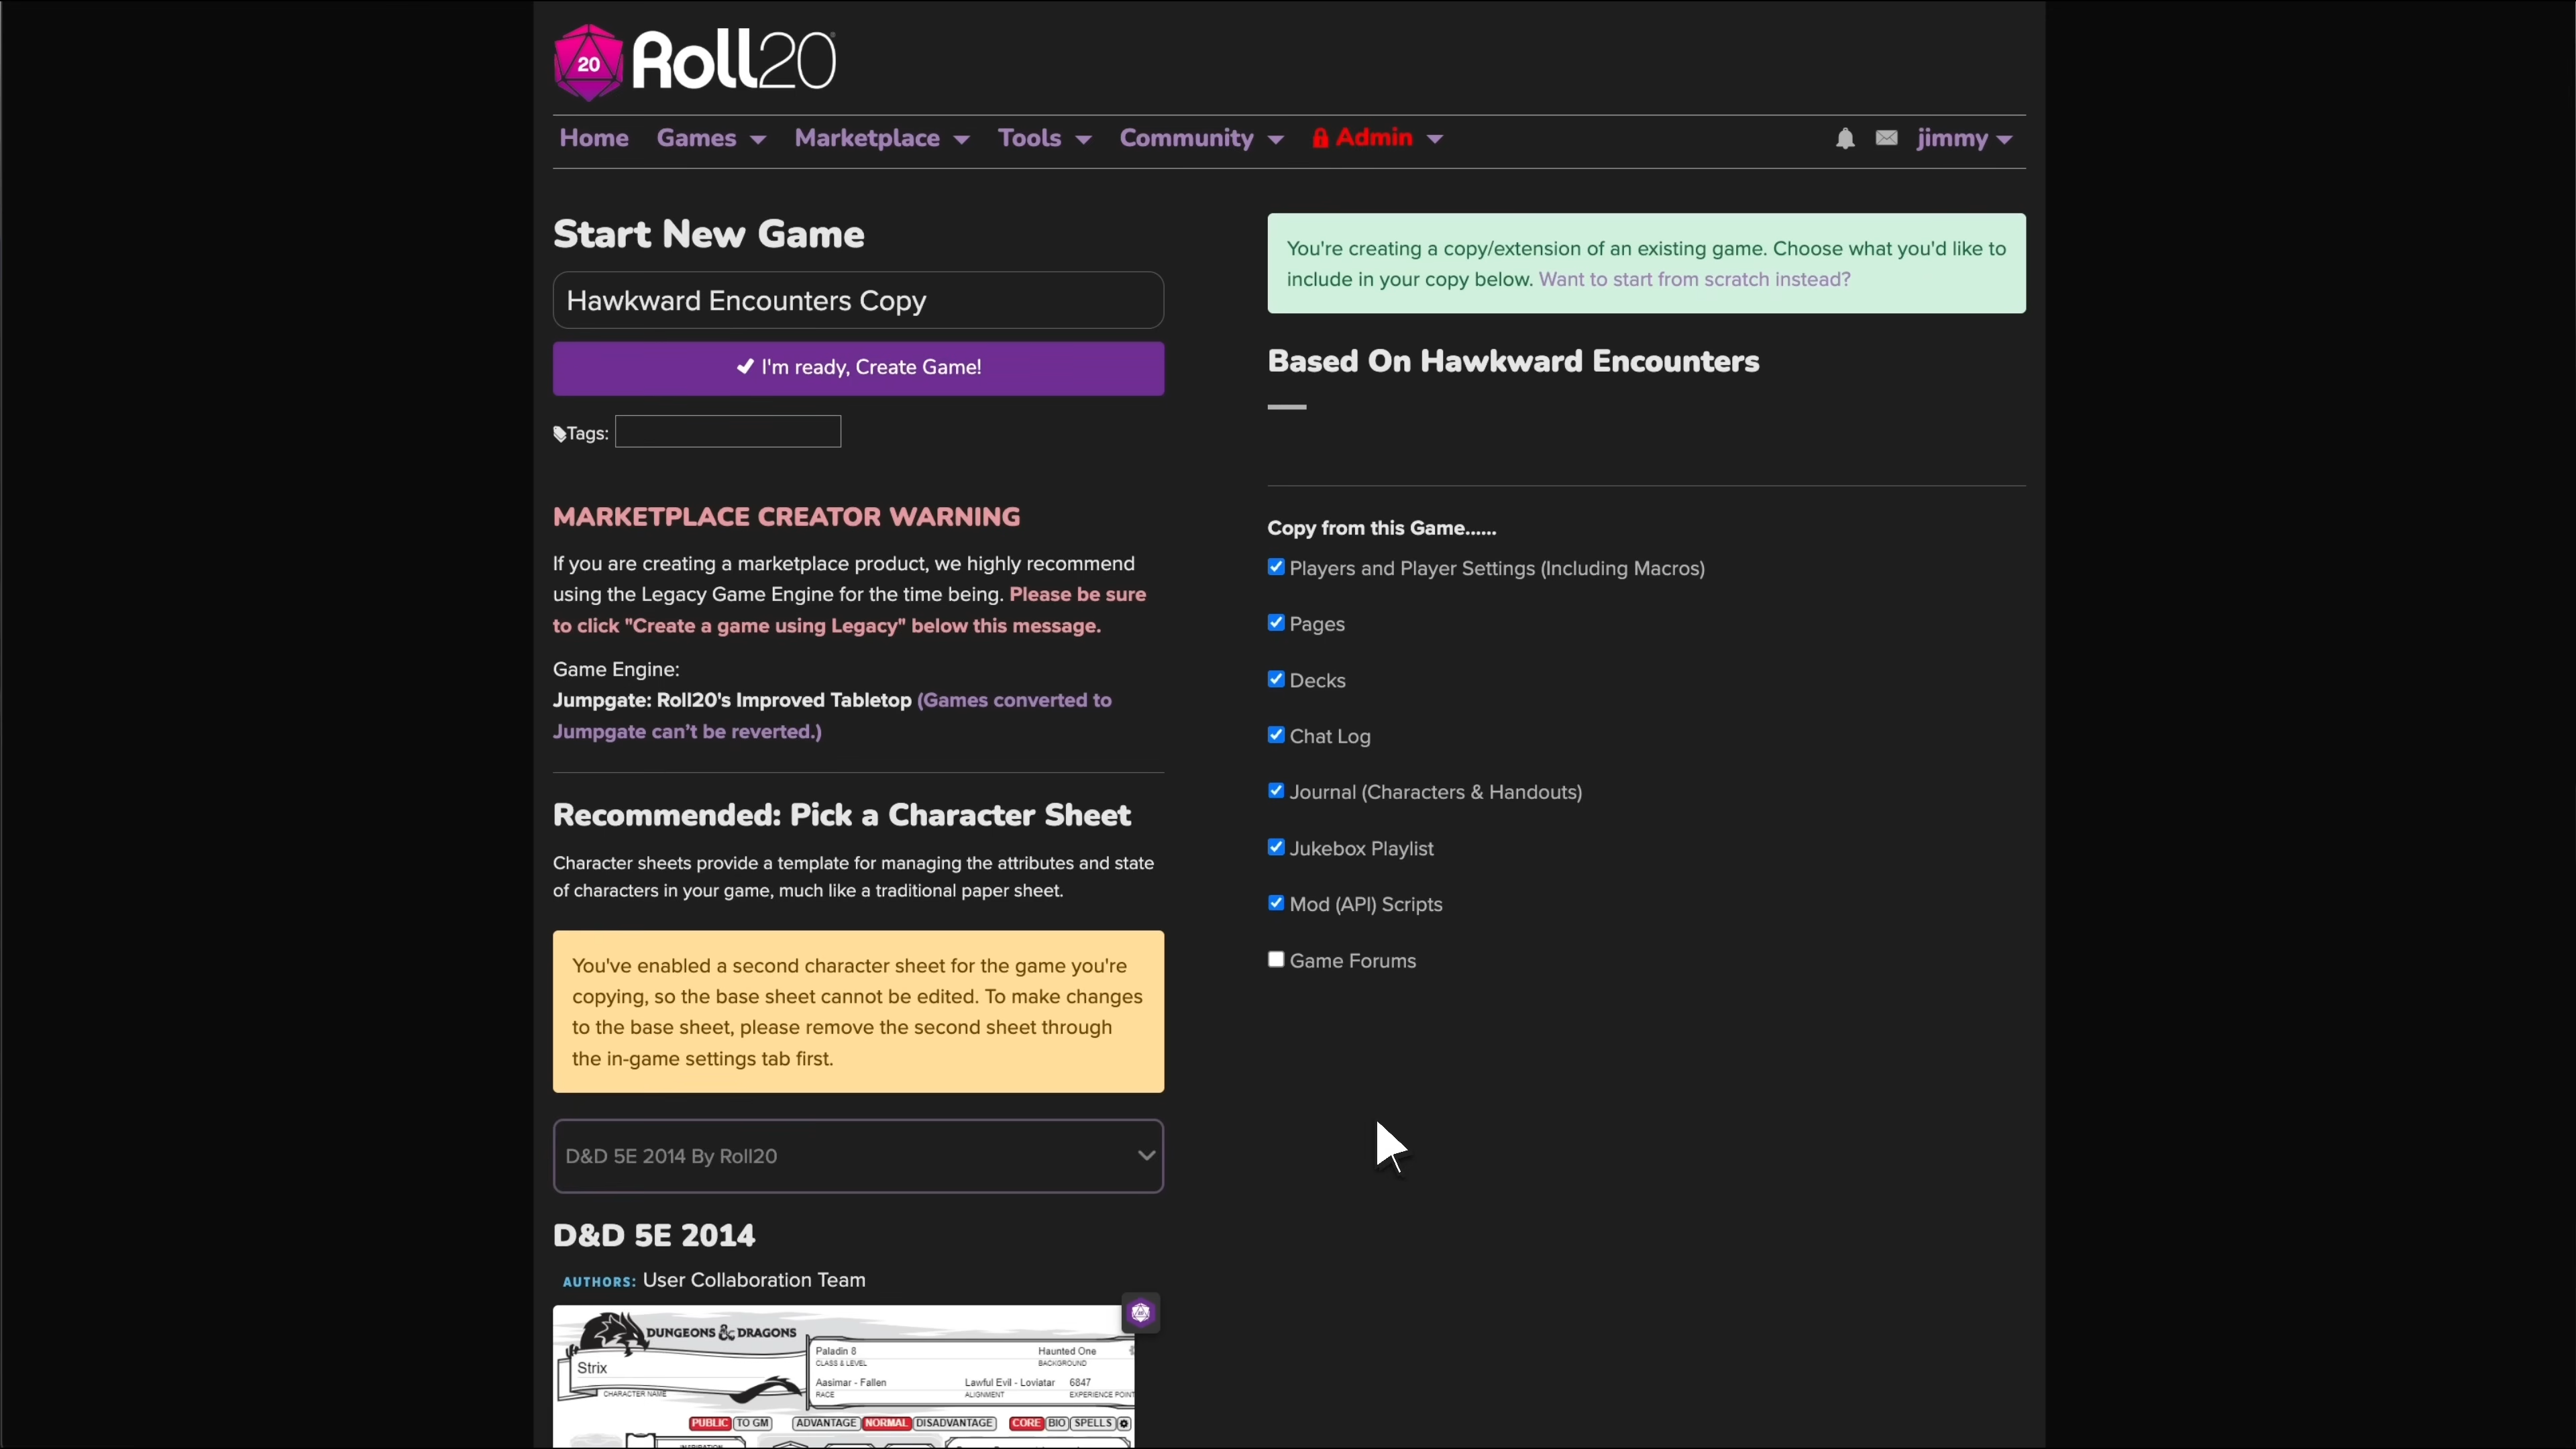 20 Roll20
Home Games Marketplace Tools Community Admin jimmy
Start New Game
Hawkward Encounters Copy
I'm ready, Create Game!
Tags:
MARKETPLACE CREATOR WARNING
If you are creating a marketplace product, we highly recommend
using the Legacy Game Engine for the time being. Please be sure
to click "Create a game using Legacy" below this message.
Game Engine:
Jumpgate: Roll20's Improved Tabletop (Games converted to
Jumpgate can't be reverted.)
Recommended: Pick a Character Sheet
Character sheets provide a template for managing the attributes and state
of characters in your game, much like a traditional paper sheet.
You've enabled a second character sheet for the game you're
copying, so the base sheet cannot be edited. To make changes
to the base sheet, please remove the second sheet through
the in-game settings tab first.
D&D 5E 2014 By Roll20
D&D 5E 2014
AUTHORS: User Collaboration Team
DUNGEONS & DRAGONS
Strix
CHARACTER NAME
Paladin 8 Haunted One
CLASS & LEVEL BACKGROUND
Aasimar - Fallen Lawful Evil - Loviatar 6847
RACE ALIGNMENT EXPERIENCE POINT
PUBLIC TO GM ADVANTAGE NORMAL DISADVANTAGE CORE BIO SPELLS
You're creating a copy/extension of an existing game. Choose what you'd like to
include in your copy below. Want to start from scratch instead?
Based On Hawkward Encounters
Copy from this Game......
Players and Player Settings (Including Macros)
Pages
Decks
Chat Log
Journal (Characters & Handouts)
Jukebox Playlist
Mod (API) Scripts
Game Forums